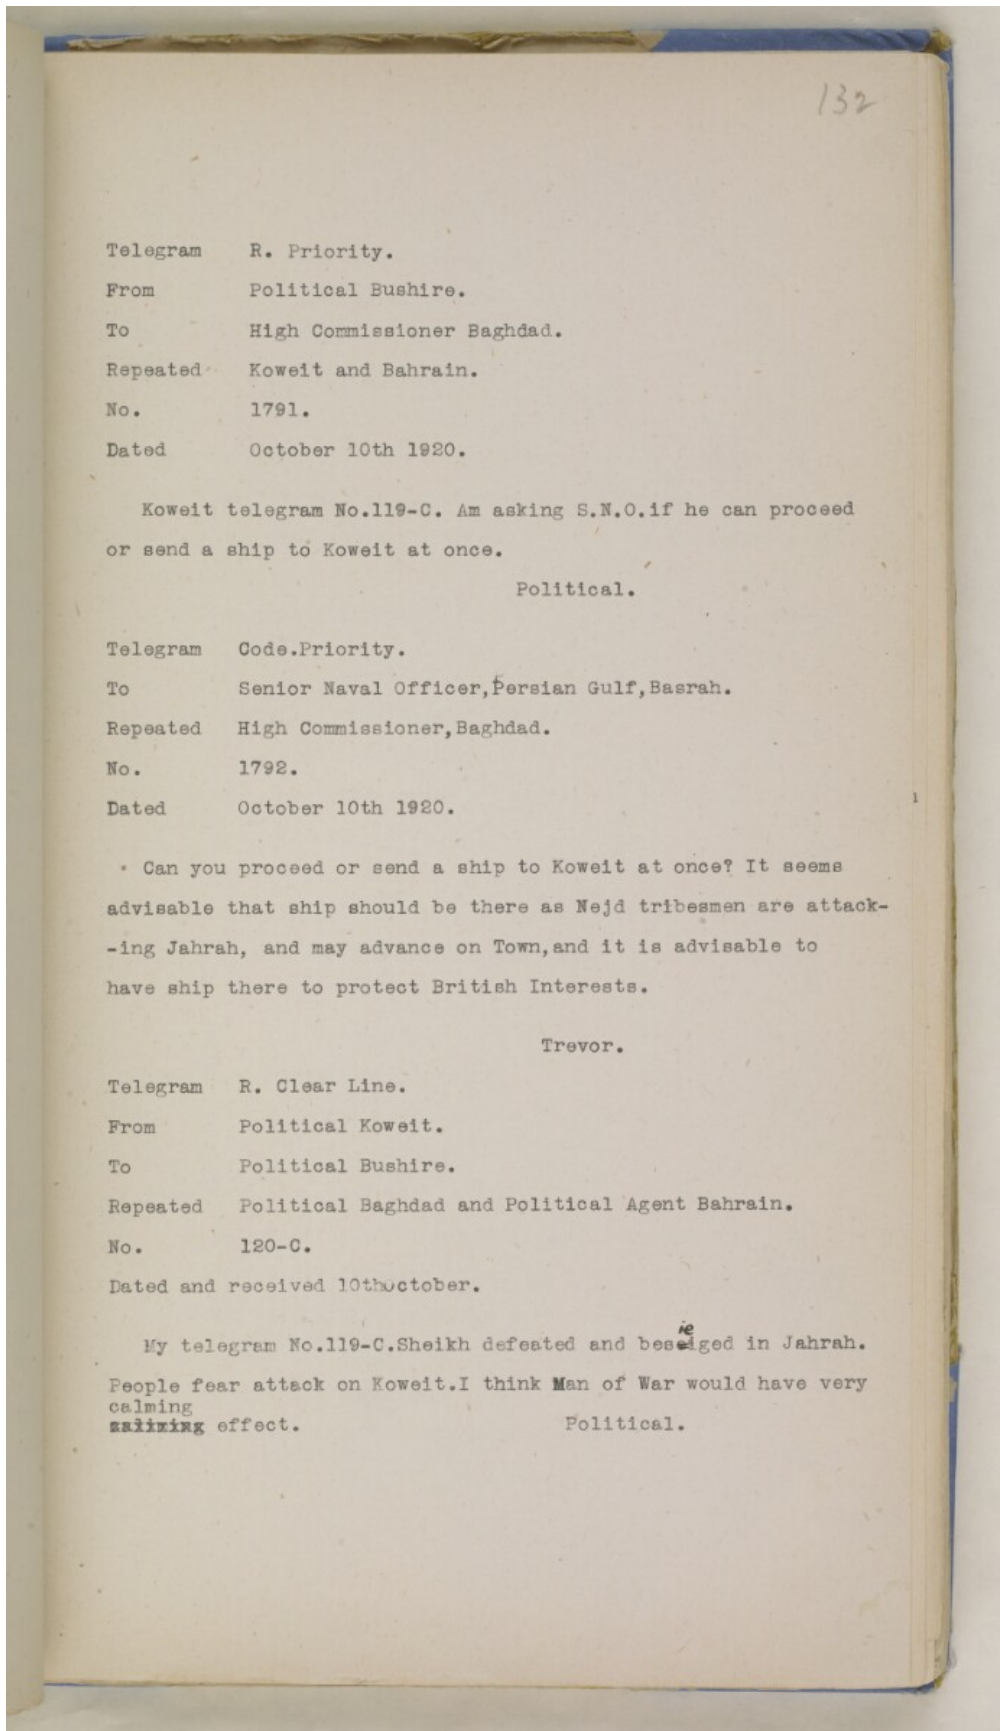 132
Telegram R. Priority.
From Political Bushire.
To High Commissioner Baghdad.
Repeated Koweit and Bahrain.
No. 1791.
Dated October 10th 1920.
Koweit telegram No.119-C. Am asking S.N.O.if he can proceed
or send a ship to Koweit at once.
Political.
Telegram Code.Priority.
To Senior Naval Officer,Persian Gulf,Basrah.
Repeated High Commissioner,Baghdad.
No. 1792.
Dated October 10th 1920.
Can you proceed or send a ship to Koweit at once? It seems
advisable that ship should be there as Nejd tribesmen are attack-
-ing Jahrah, and may advance on Town,and it is advisable to
have ship there to protect British Interests.
Trevor.
Telegram R. Clear Line.
From Political Koweit.
To Political Bushire.
Repeated Political Baghdad and Political Agent Bahrain.
No. 120-C.
Dated and received 10thoctober.
My telegram No.119-C.Sheikh defeated and besieged in Jahrah.
People fear attack on Koweit.I think Man of War would have very
calming
effect. Political.